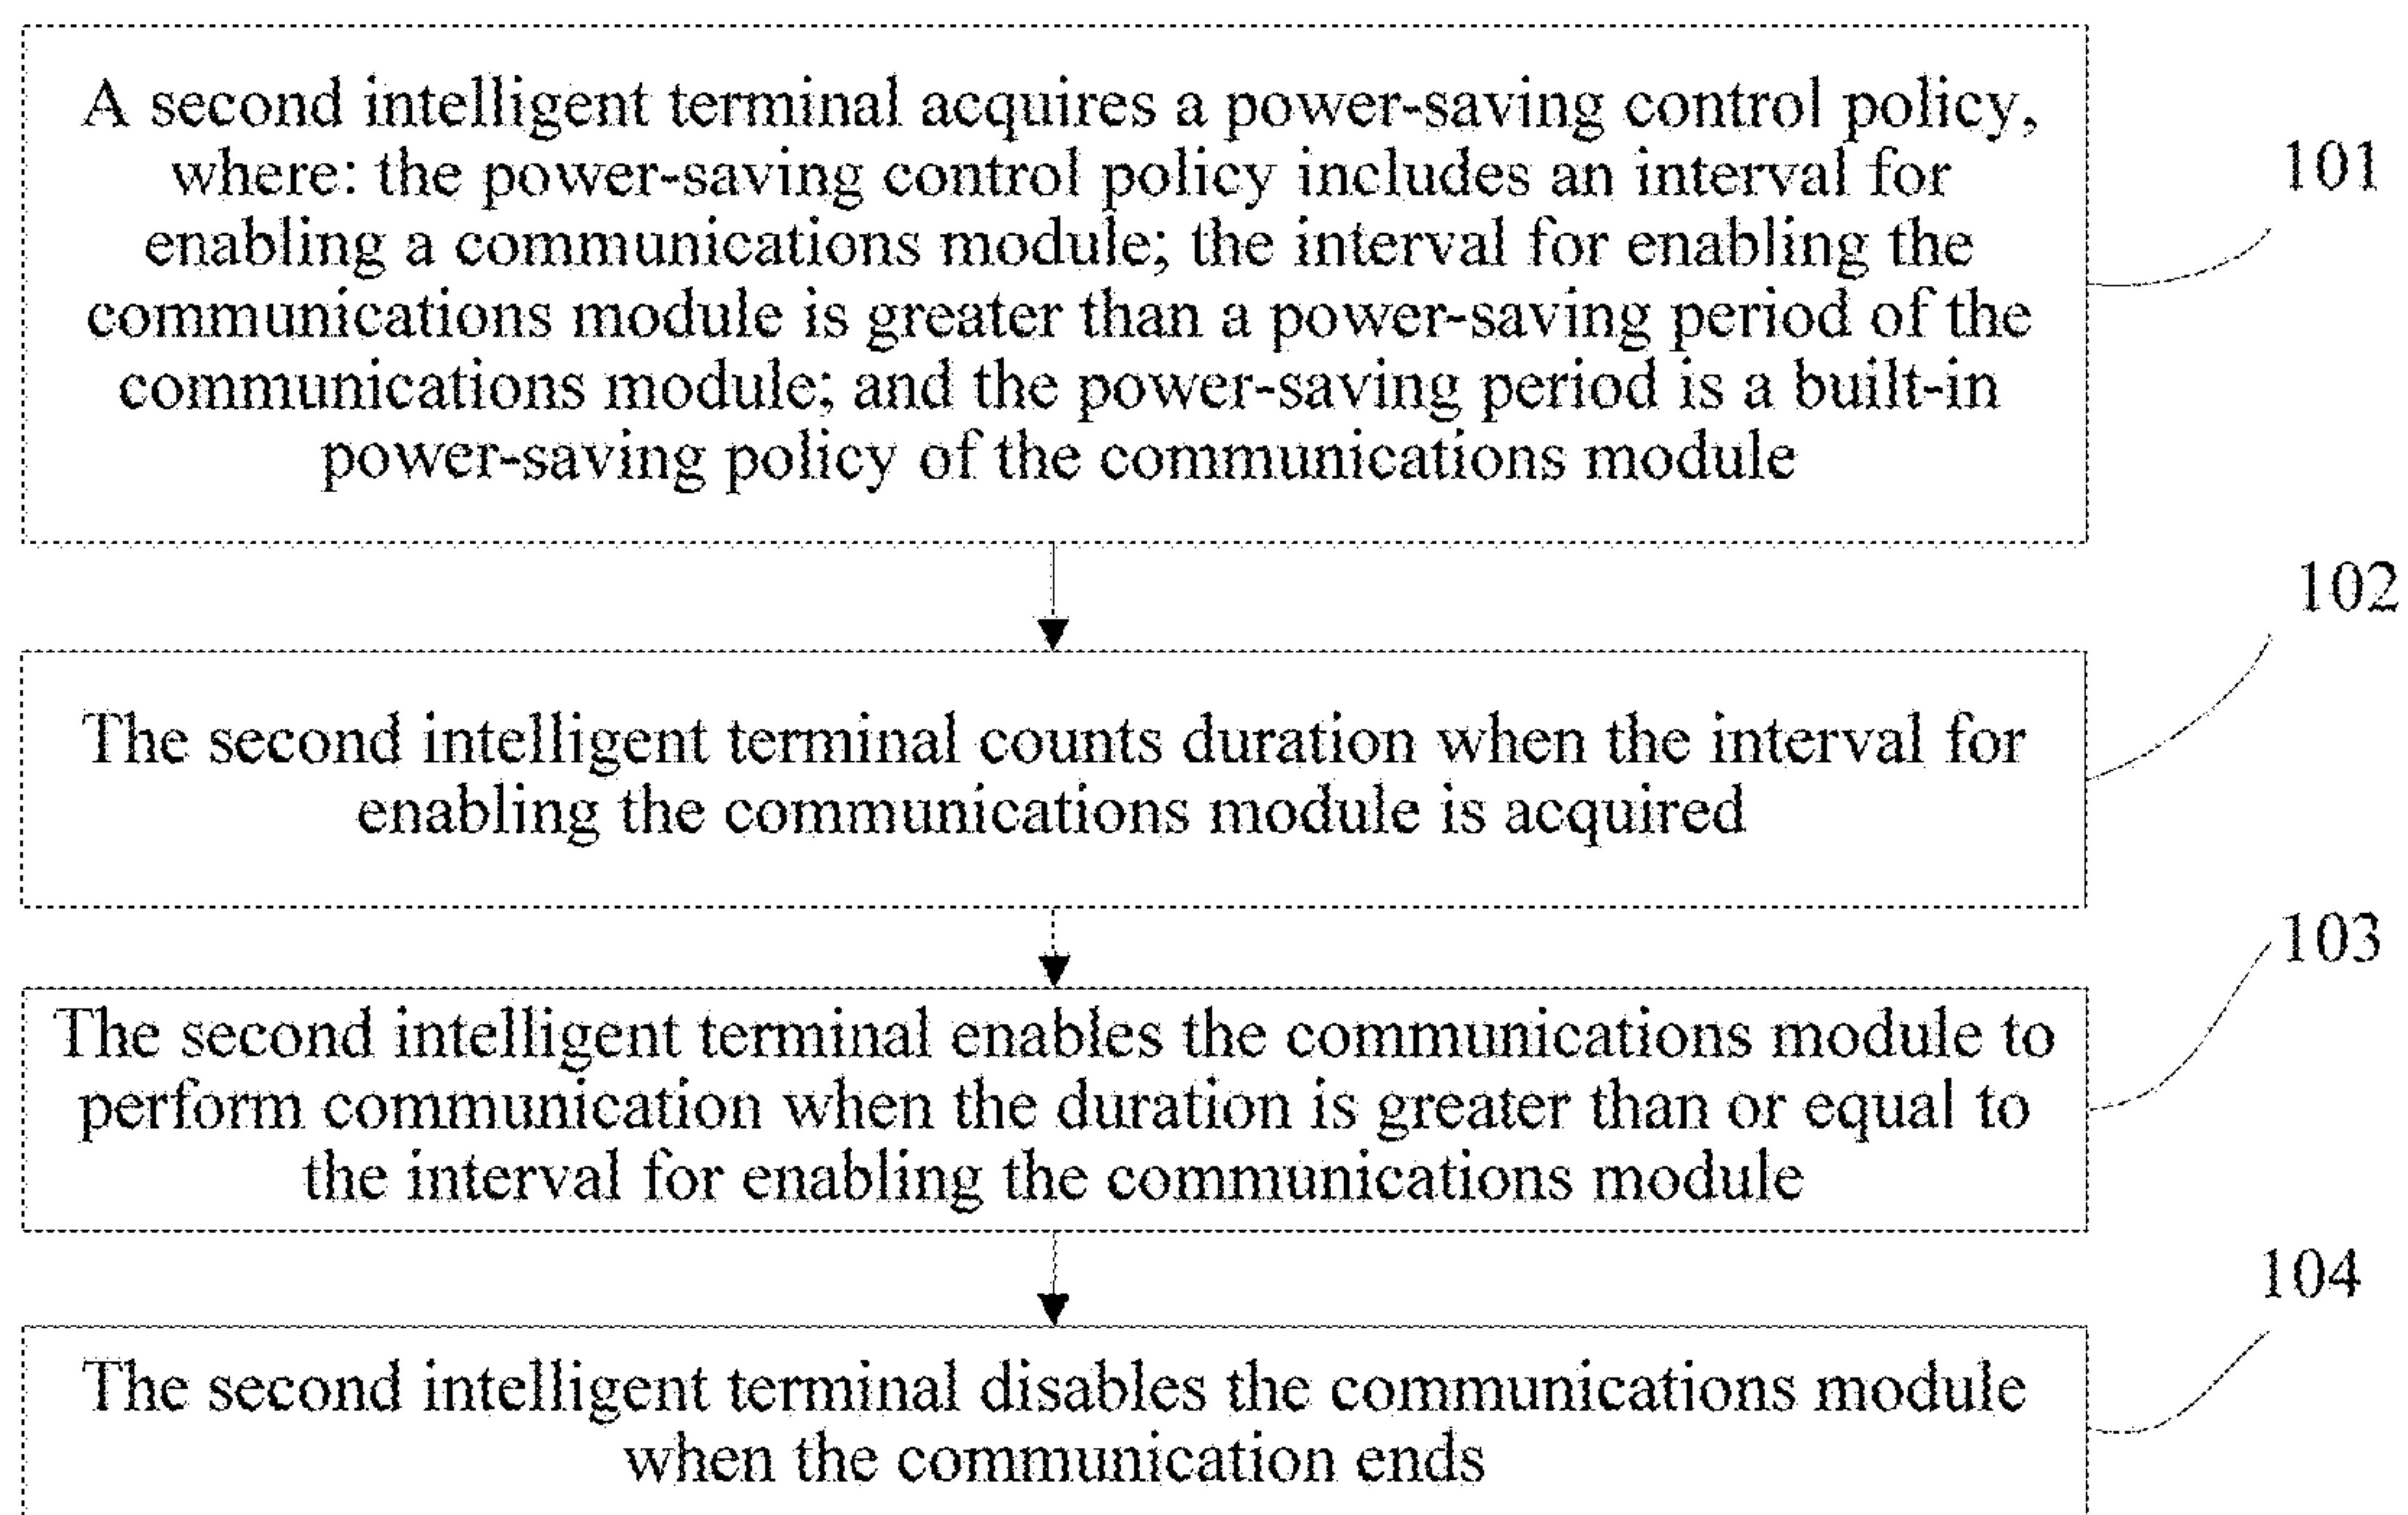 A second intelligent terminal acquires a power-saving control policy,
where: the power-saving control policy includes an interval for
enabling a communications module; the interval for enabling the
communications module is greater than a power-saving period of the
communications module; and the power-saving period is a built-in
power-saving policy of the communications module
101
102
The second intelligent terminal counts duration when the interval for
enabling the communications module is acquired
103
The second intelligent terminal enables the communications module to
perform communication when the duration is greater than or equal to
the interval for enabling the communications module
104
The second intelligent terminal disables the communications module
when the communication ends